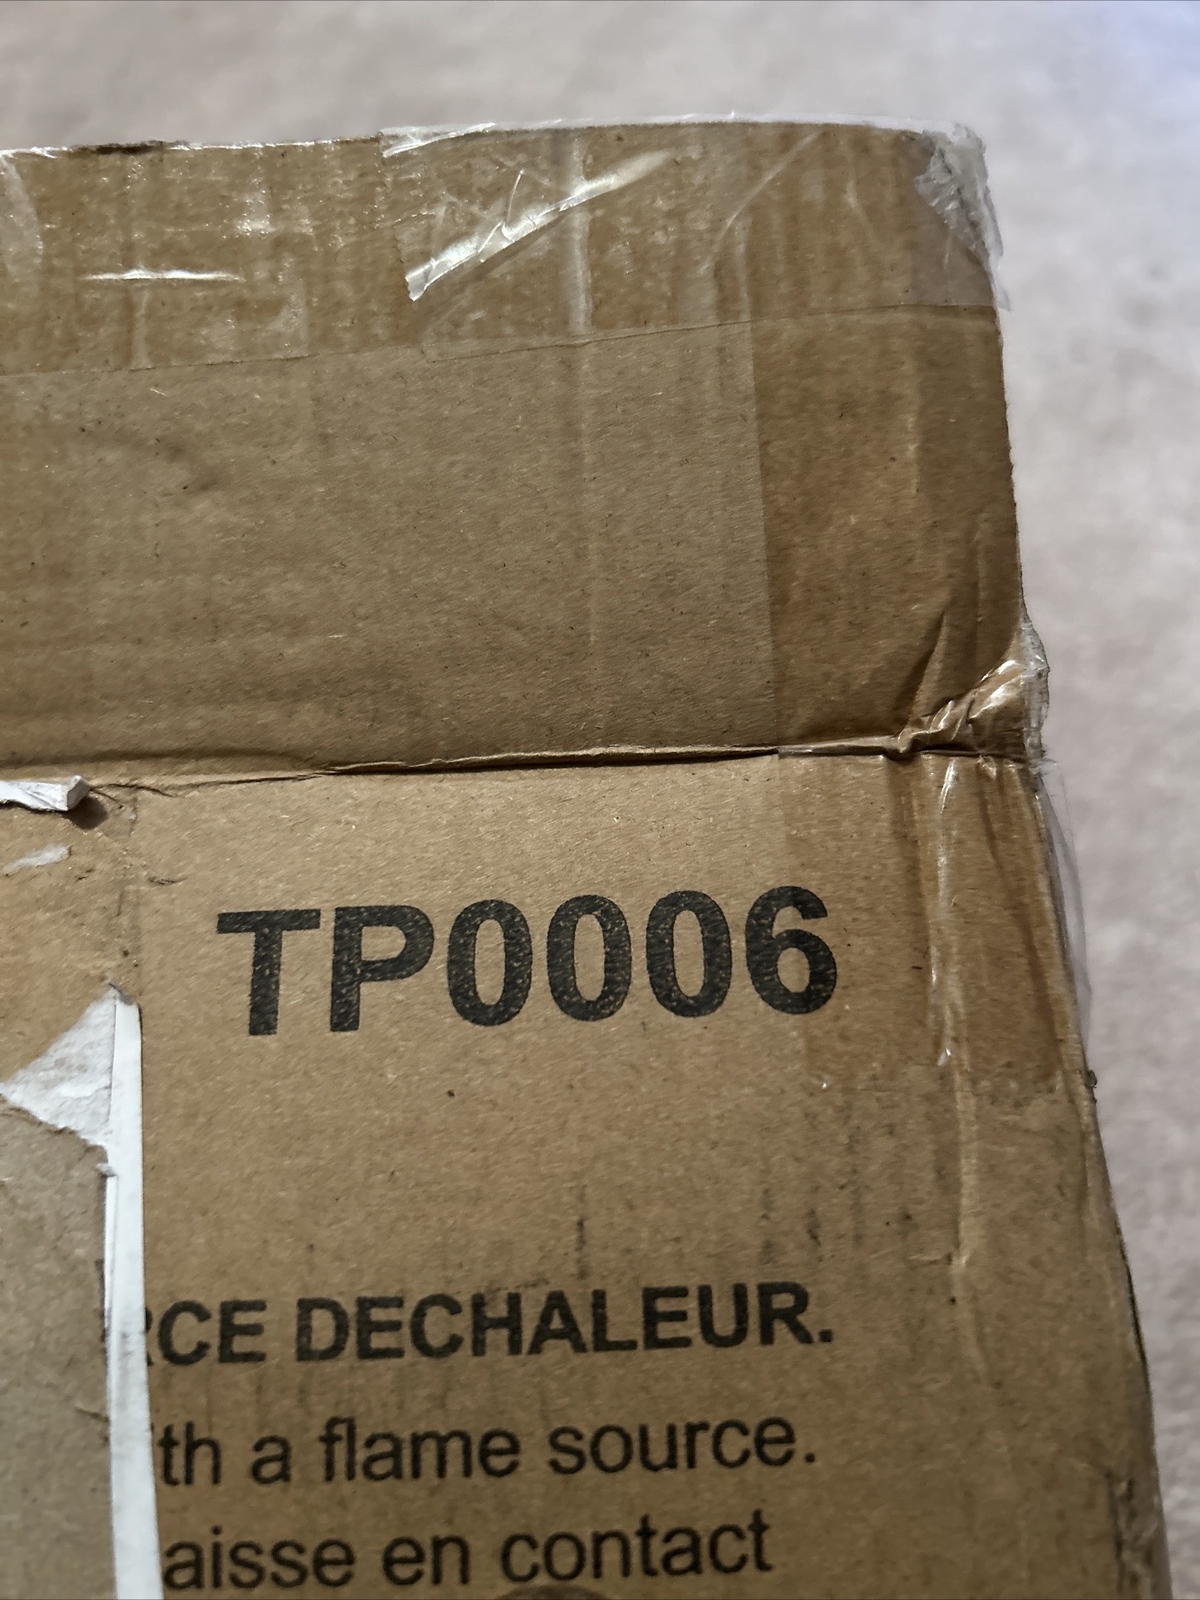 TP0006
RCE DECHALEUR.
th a flame source.
aisse en contact